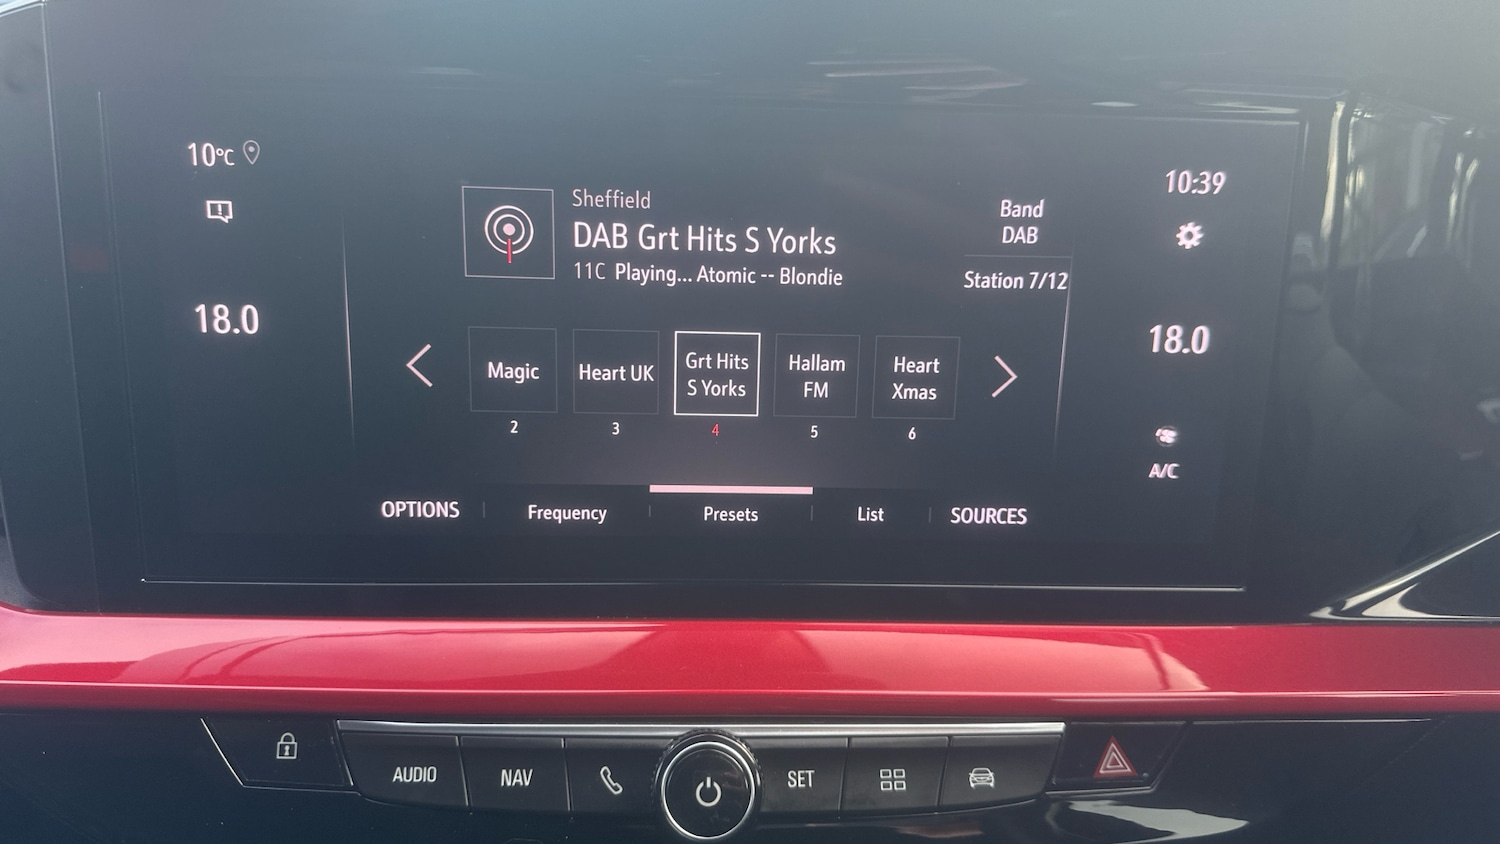 10°C
18.0
Sheffield
DAB Grt Hits S Yorks
11C Playing... Atomic -- Blondie
Band
DAB
Station 7/12
10:39
18.0
A/C
Magic
2
Heart UK
3
Grt Hits
S Yorks
4
Hallam
FM
5
Heart
Xmas
6
OPTIONS
Frequency
Presets
List
SOURCES
AUDIO
NAV
SET